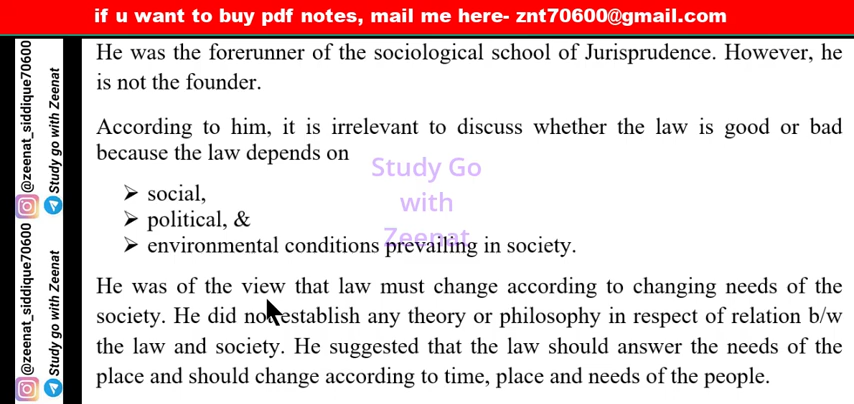 if u want to buy pdf notes, mail me here- znt70600@gmail.com
He was the forerunner of the sociological school of Jurisprudence. However, he
is not the founder.
According to him, it is irrelevant to discuss whether the law is good or bad
because the law depends on
➢ social,
➢ political, &
➢ environmental conditions prevailing in society.
He was of the view that law must change according to changing needs of the
society. He did not establish any theory or philosophy in respect of relation b/w
the law and society. He suggested that the law should answer the needs of the
place and should change according to time, place and needs of the people.
Study Go
with
Zeenat
@zeenat_siddique70600
Study go with Zeenat
@zeenat_siddique70600
Study go with Zeenat